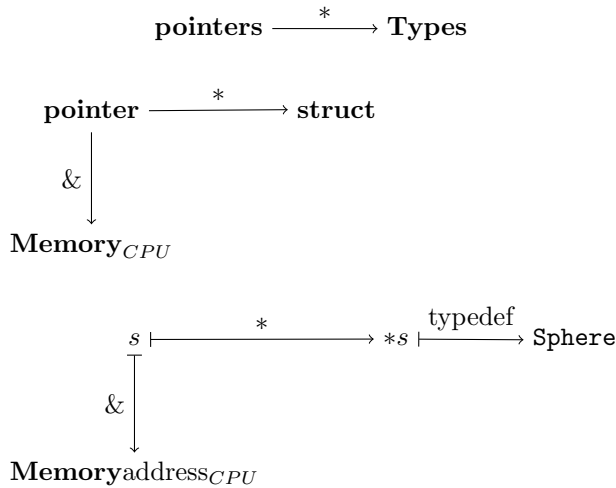 *
pointers Types
*
pointer struct
&
Memory_CPU
* typedef
s *s Sphere
&
Memoryaddress_CPU